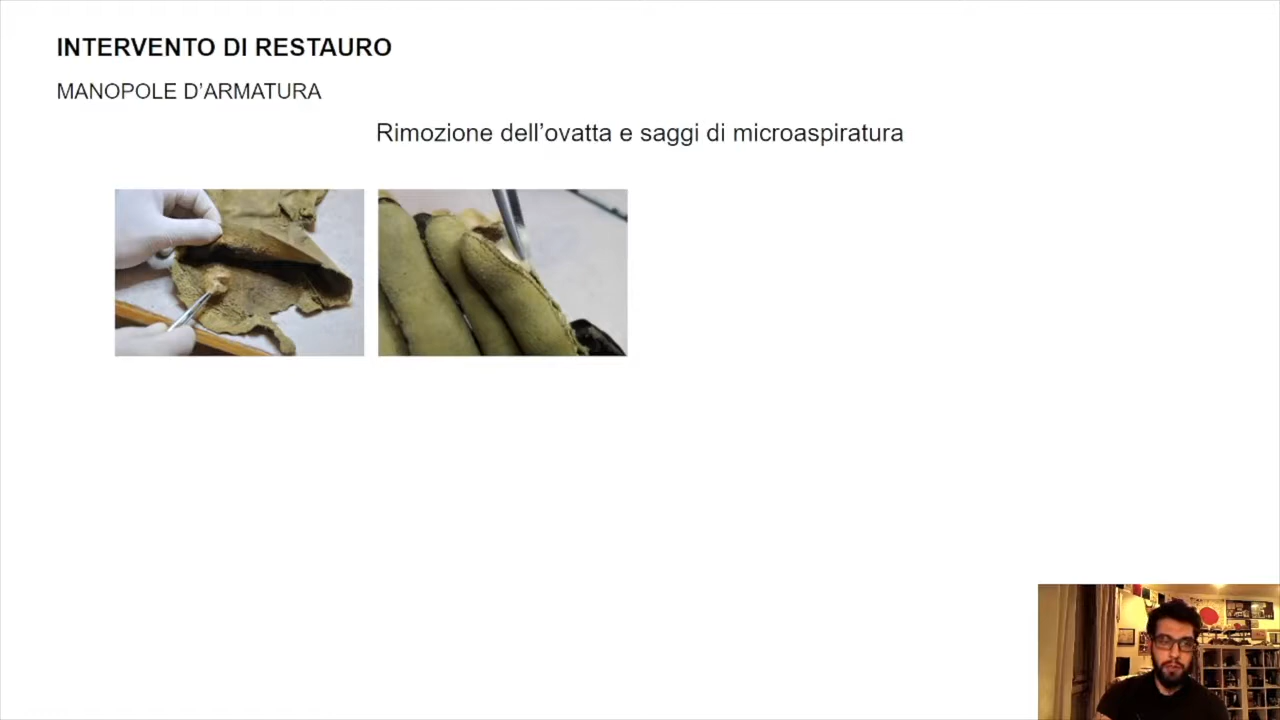 INTERVENTO DI RESTAURO
MANOPOLE D’ARMATURA
Rimozione dell’ovatta e saggi di microaspiratura